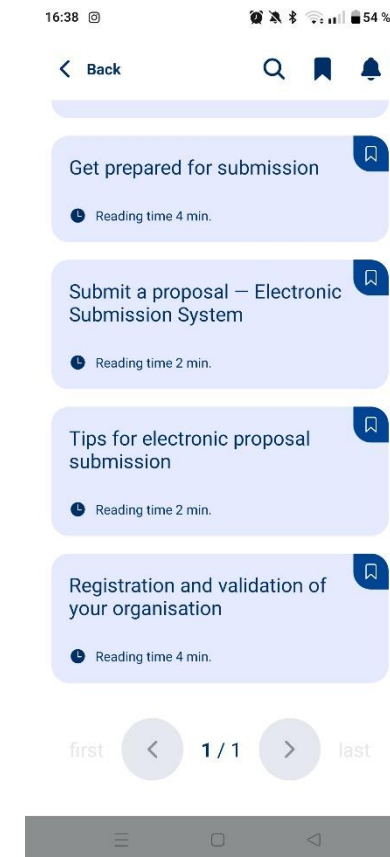 16:38
54 %
Back
Get prepared for submission
Reading time 4 min.
Submit a proposal — Electronic
Submission System
Reading time 2 min.
Tips for electronic proposal
submission
Reading time 2 min.
Registration and validation of
your organisation
Reading time 4 min.
first
1 / 1
last